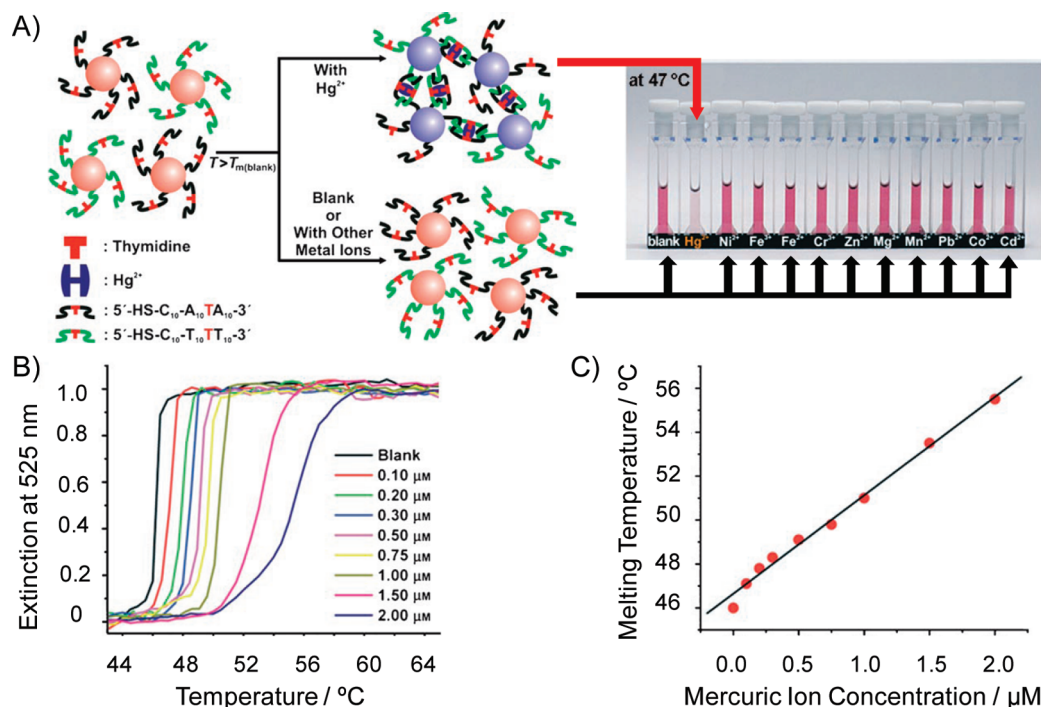 A)
With
Hg²⁺
T>Tm(blank)
Blank
or
With Other
Metal Ions
: Thymidine
: Hg²⁺
: 5´-HS-C₁₀-A₁₀TA₁₀-3´
: 5´-HS-C₁₀-T₁₀TT₁₀-3´
at 47 °C
blank Hg²⁺ Ni²⁺ Fe³⁺ Fe²⁺ Cr³⁺ Zn²⁺ Mg²⁺ Mn²⁺ Pb²⁺ Co²⁺ Cd²⁺
B)
Extinction at 525 nm
1.0
0.8
0.6
0.4
0.2
0
Blank
0.10 μM
0.20 μM
0.30 μM
0.50 μM
0.75 μM
1.00 μM
1.50 μM
2.00 μM
44 48 52 56 60 64
Temperature / ºC
C)
Melting Temperature / ºC
56
54
52
50
48
46
0.0 0.5 1.0 1.5 2.0
Mercuric Ion Concentration / μM